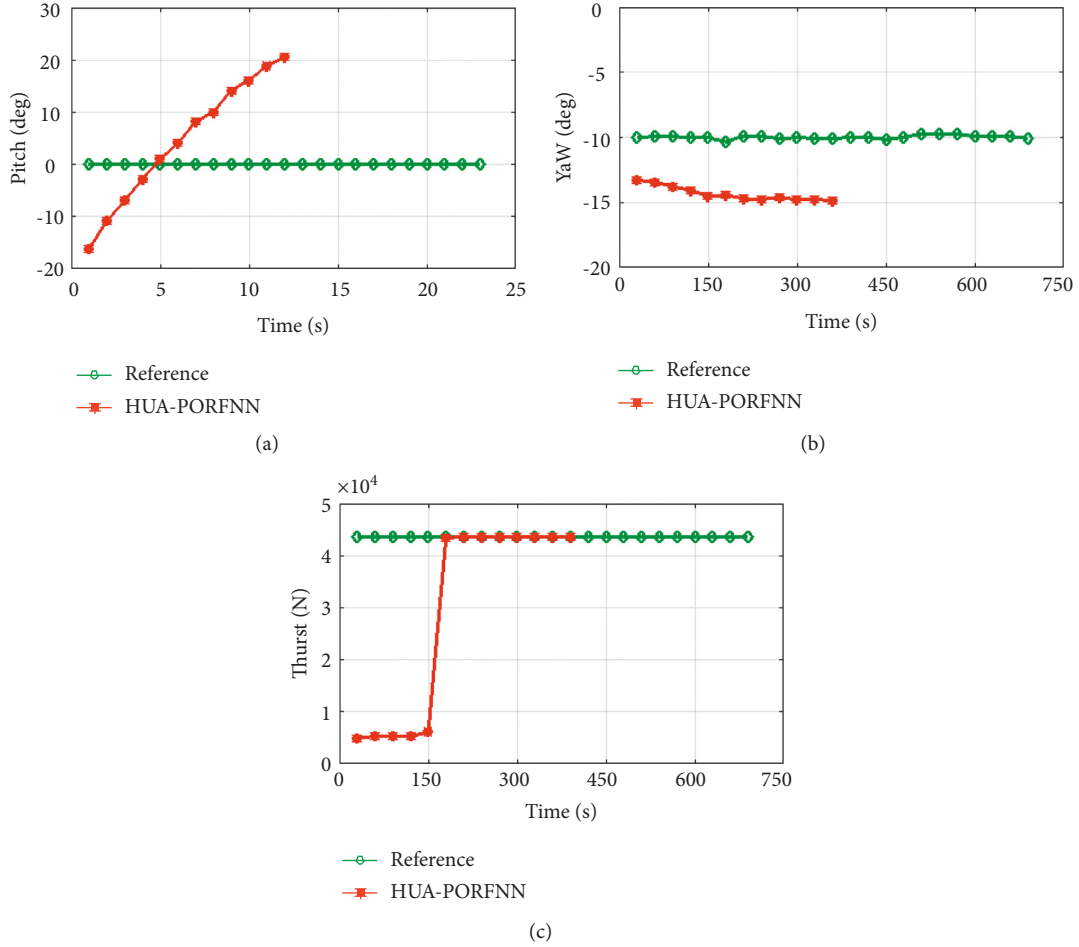 30
20
10
0
-10
-20
Pitch (deg)
0 5 10 15 20 25
Time (s)
Reference
HUA-PORFNN
(a)
0
-5
-10
-15
-20
YaW (deg)
0 150 300 450 600 750
Time (s)
Reference
HUA-PORFNN
(b)
×10⁴
5
4
3
2
1
0
Thurst (N)
0 150 300 450 600 750
Time (s)
Reference
HUA-PORFNN
(c)